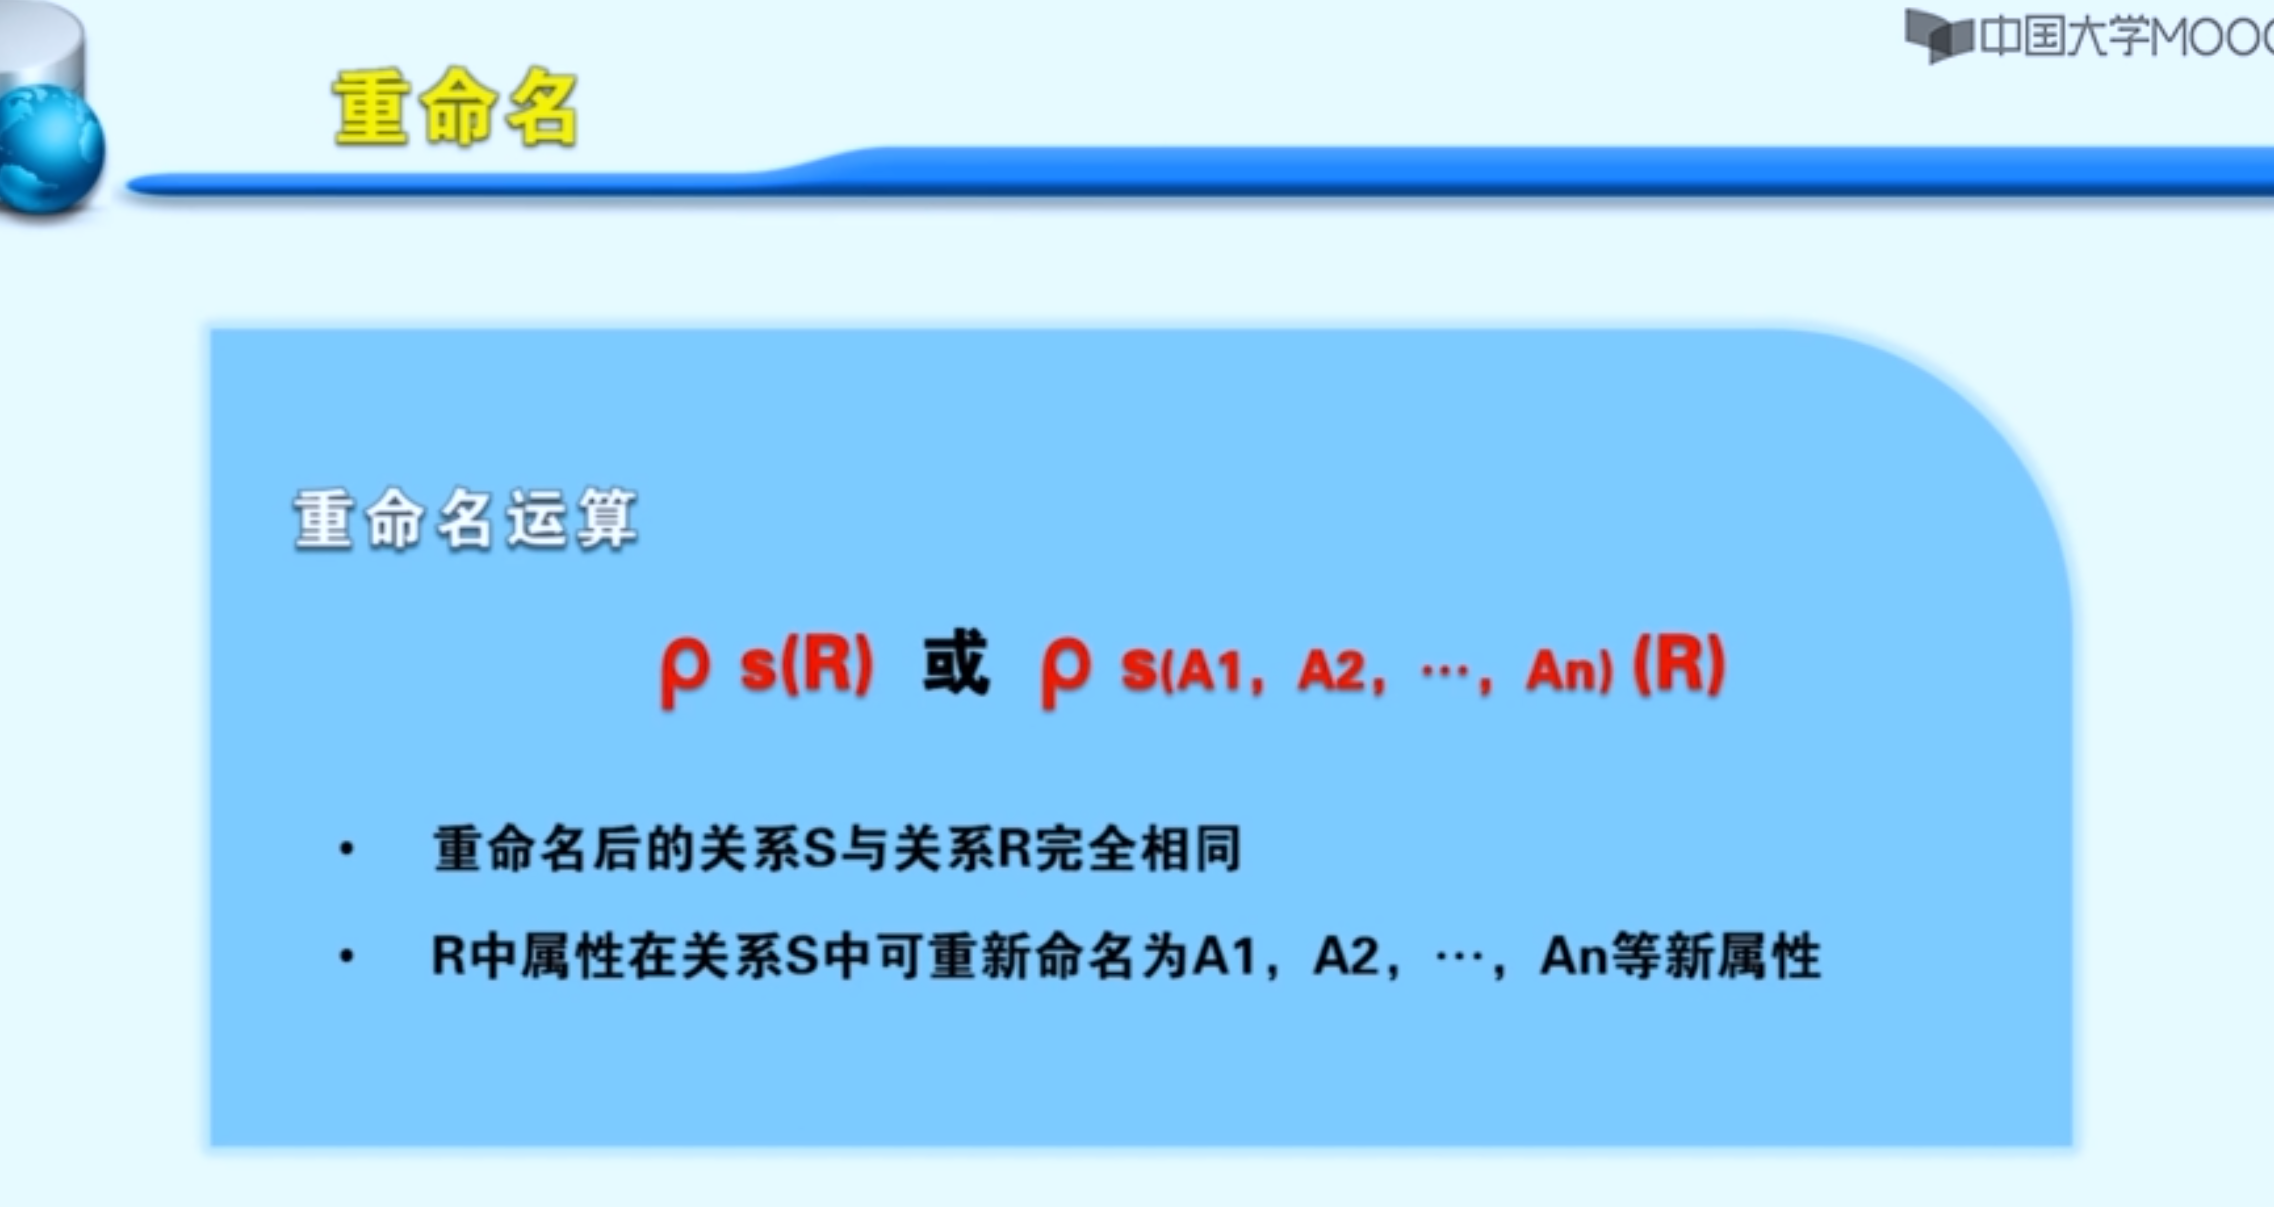 中国大学MOOC
重命名
重命名运算
ρ s(R) 或 ρ s(A1, A2, …, An) (R)
• 重命名后的关系S与关系R完全相同
• R中属性在关系S中可重新命名为A1, A2, …, An等新属性